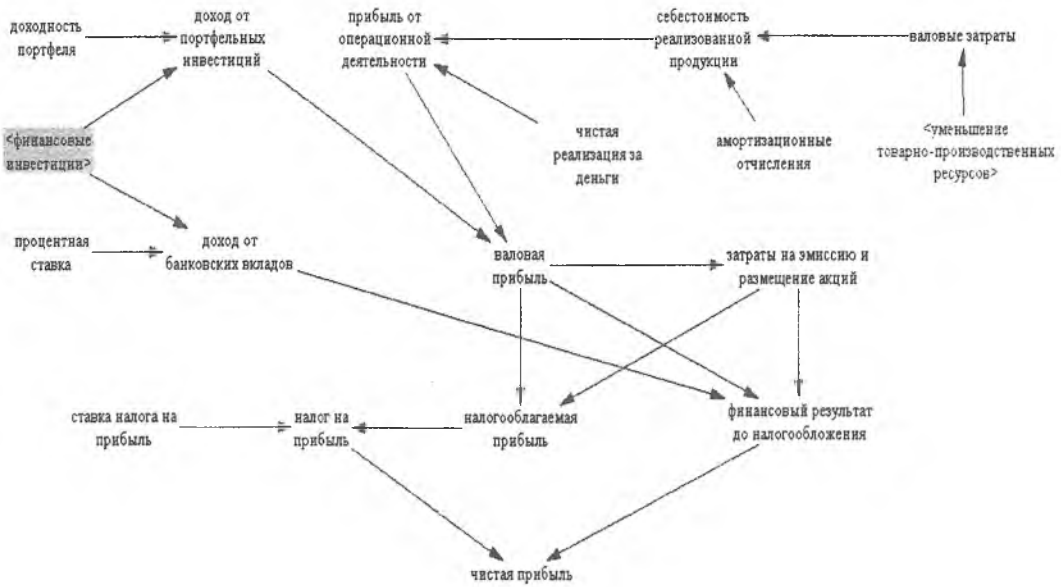 доходность
портфеля
доход от
портфельных
инвестиций
прибыль от
операционной
деятельности
себестоимость
реализованной
продукции
валовые затраты
<финансовые
инвестиции>
чистая
реализация за
деньги
амортизационные
отчисления
<уменьшение
товарно-производственных
ресурсов>
процентная
ставка
доход от
банковских вкладов
валовая
прибыль
затраты на эмиссию и
размещение акций
ставка налога на
прибыль
налог на
прибыль
налогооблагаемая
прибыль
финансовый результат
до налогообложения
чистая прибыль